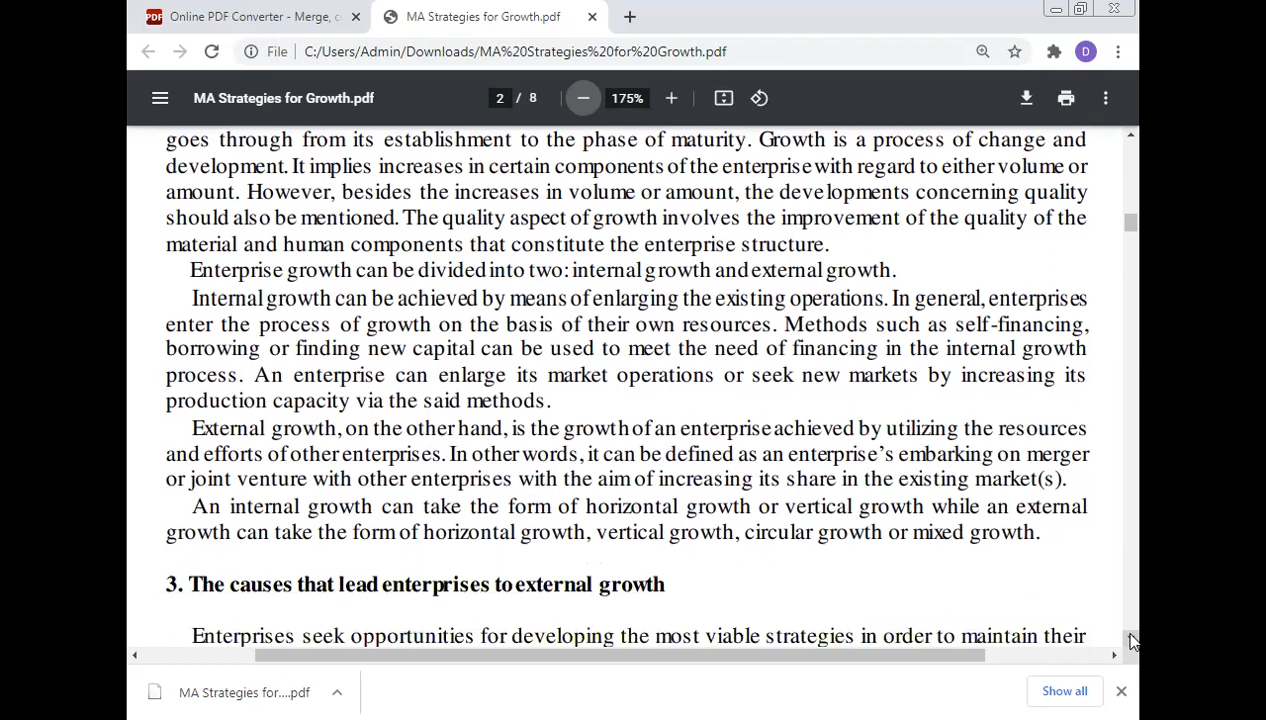 Online PDF Converter - Merge, c
MA Strategies for Growth.pdf
File
C:/Users/Admin/Downloads/MA%20Strategies%20for%20Growth.pdf
D
MA Strategies for Growth.pdf
2 / 8
175%
goes through from its establishment to the phase of maturity. Growth is a process of change and
development. It implies increases in certain components of the enterprise with regard to either volume or
amount. However, besides the increases in volume or amount, the developments concerning quality
should also be mentioned. The quality aspect of growth involves the improvement of the quality of the
material and human components that constitute the enterprise structure.
Enterprise growth can be divided into two: internal growth and external growth.
Internal growth can be achieved by means of enlarging the existing operations. In general, enterprises
enter the process of growth on the basis of their own resources. Methods such as self-financing,
borrowing or finding new capital can be used to meet the need of financing in the internal growth
process. An enterprise can enlarge its market operations or seek new markets by increasing its
production capacity via the said methods.
External growth, on the other hand, is the growth of an enterprise achieved by utilizing the resources
and efforts of other enterprises. In other words, it can be defined as an enterprise's embarking on merger
or joint venture with other enterprises with the aim of increasing its share in the existing market(s).
An internal growth can take the form of horizontal growth or vertical growth while an external
growth can take the form of horizontal growth, vertical growth, circular growth or mixed growth.
3. The causes that lead enterprises to external growth
Enterprises seek opportunities for developing the most viable strategies in order to maintain their
MA Strategies for....pdf
Show all